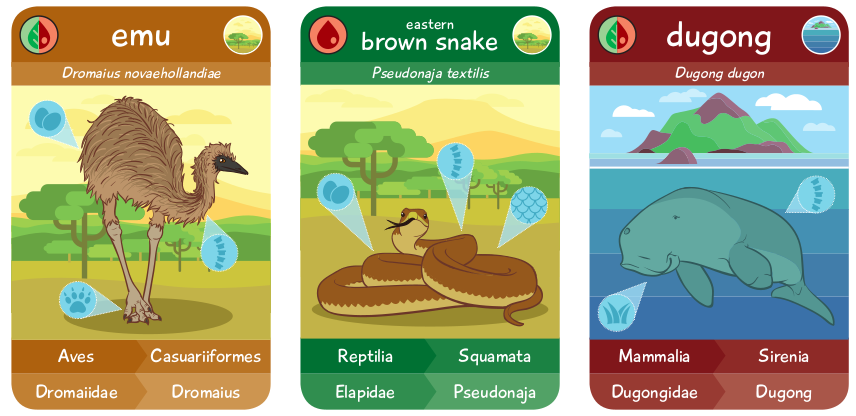 emu
Dromaius novaehollandiae
Aves Casuariiformes
Dromaiidae Dromaius
eastern
brown snake
Pseudonaja textilis
Reptilia Squamata
Elapidae Pseudonaja
dugong
Dugong dugon
Mammalia Sirenia
Dugongidae Dugong